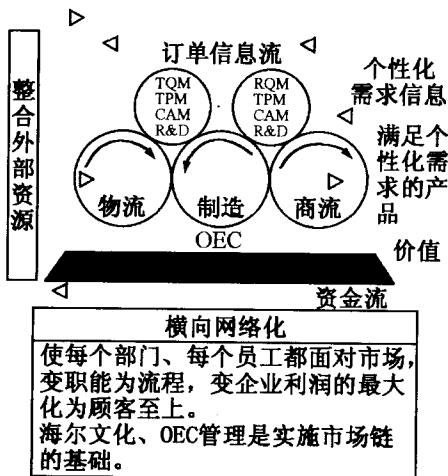 订单信息流
整合外部资源
TQM
TPM
CAM
R&D
RQM
TPM
CAM
R&D
个性化
需求信息
满足个
性化需
求的产
品
物流
制造
商流
OEC
价值
资金流
横向网络化
使每个部门、每个员工都面对市场，
变职能为流程，变企业利润的最大
化为顾客至上。
海尔文化、OEC管理是实施市场链
的基础。